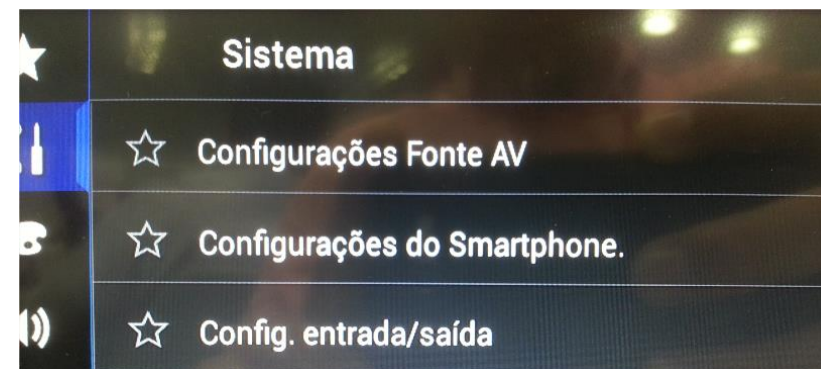 Sistema
Configurações Fonte AV
Configurações do Smartphone.
Config. entrada/saída